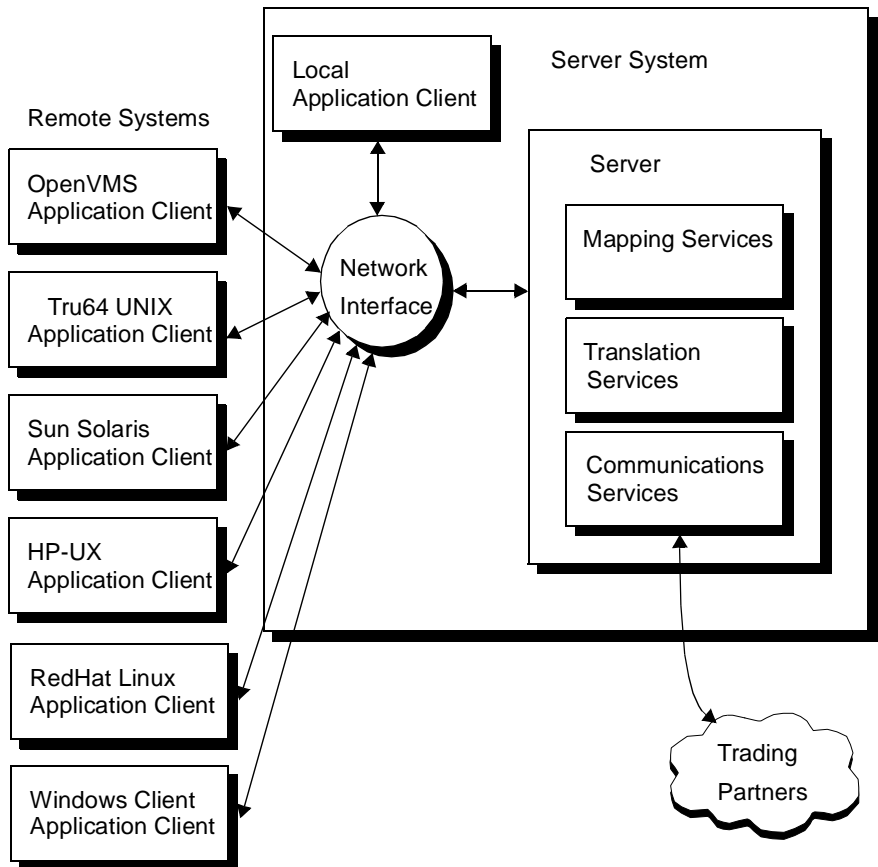 Local
Application Client
Server System
Remote Systems
OpenVMS
Application Client
Server
Mapping Services
Network
Interface
Tru64 UNIX
Application Client
Translation
Services
Sun Solaris
Application Client
Communications
Services
HP-UX
Application Client
RedHat Linux
Application Client
Windows Client
Application Client
Trading
Partners